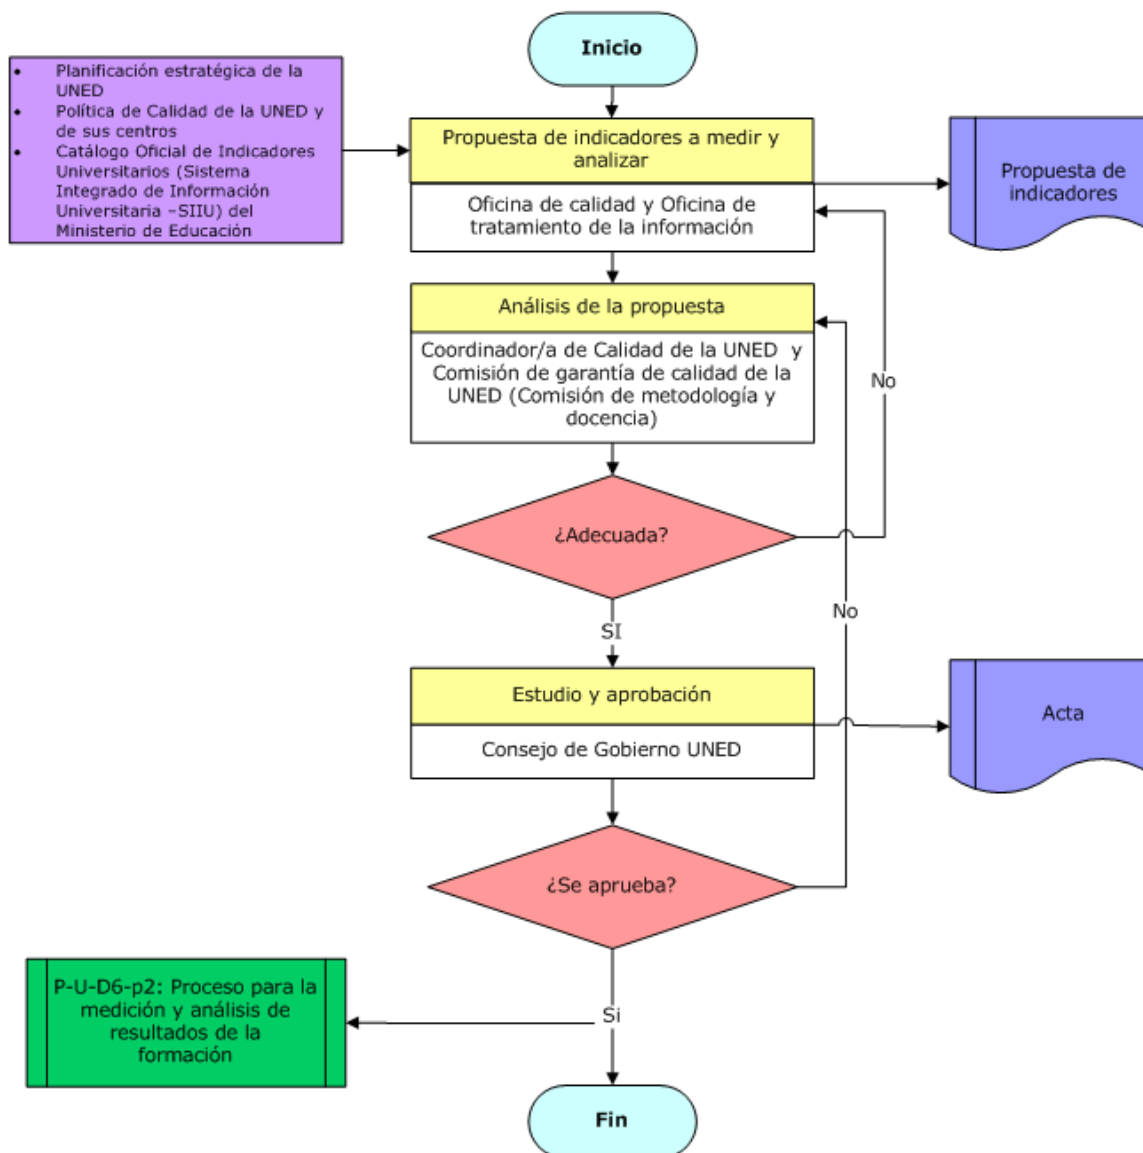 Inicio
• Planificación estratégica de la
UNED
• Política de Calidad de la UNED y
de sus centros
• Catálogo Oficial de Indicadores
Universitarios (Sistema
Integrado de Información
Universitaria –SIIU) del
Ministerio de Educación
Propuesta de indicadores a medir y
analizar
Oficina de calidad y Oficina de
tratamiento de la información
Propuesta de
indicadores
Análisis de la propuesta
Coordinador/a de Calidad de la UNED y
Comisión de garantía de calidad de la
UNED (Comisión de metodología y
docencia)
No
¿Adecuada?
No
SI
Estudio y aprobación
Consejo de Gobierno UNED
Acta
¿Se aprueba?
P-U-D6-p2: Proceso para la
medición y análisis de
resultados de la
formación
Si
Fin